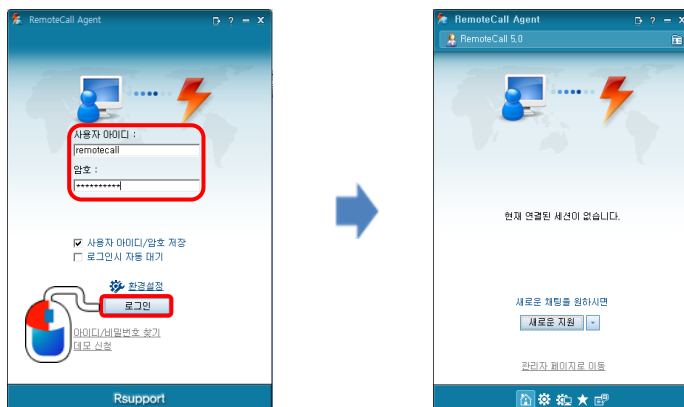 RemoteCall Agent
사용자 아이디 :
remotecall
암호 :
**********
사용자 아이디/암호 저장
로그인시 자동 대기
환경설정
로그인
아이디/비밀번호 찾기
데모 신청
Rsupport
RemoteCall Agent
RemoteCall 5,0
현재 연결된 세션이 없습니다.
새로운 채팅을 원하시면
새로운 지원
관리자 페이지로 이동